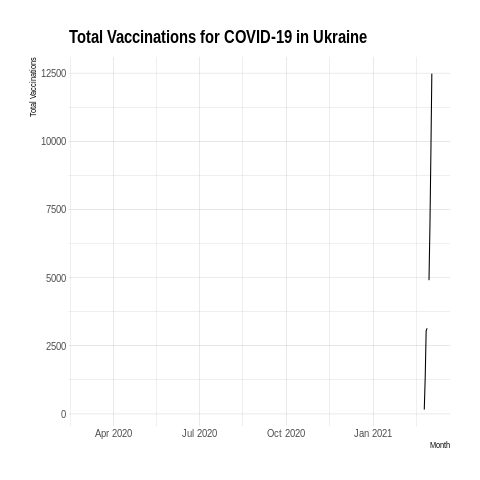 Total Vaccinations for COVID-19 in Ukraine
Total Vaccinations
12500
10000
7500
5000
2500
0
Apr 2020 Jul 2020 Oct 2020 Jan 2021
Month